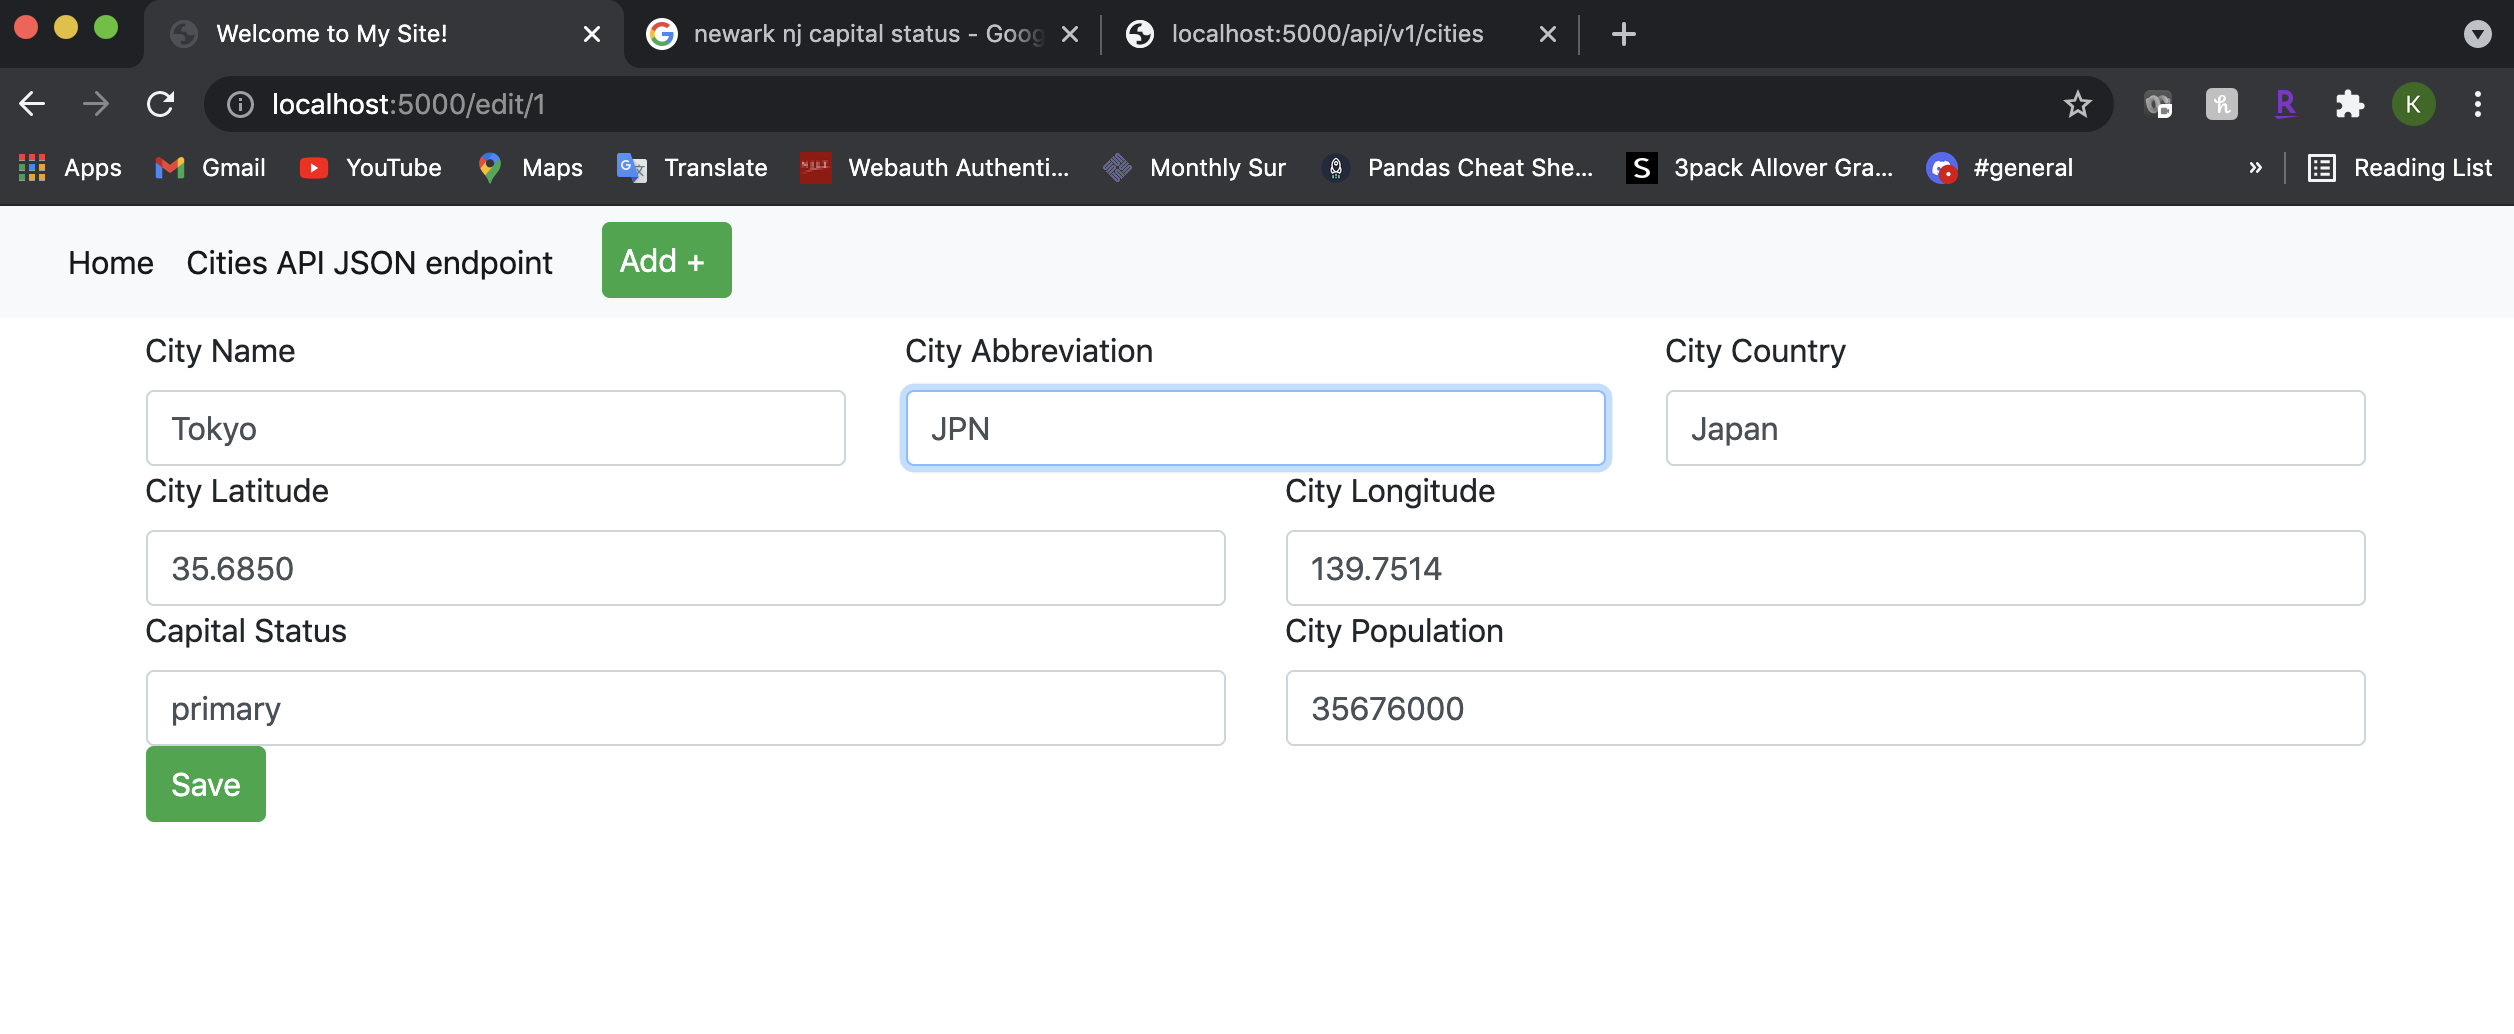 Welcome to My Site!
newark nj capital status - Goog
localhost:5000/api/v1/cities
localhost:5000/edit/1
K
Apps
Gmail
YouTube
Maps
Translate
Webauth Authenti...
Monthly Sur
Pandas Cheat She...
S
3pack Allover Gra...
#general
»
Reading List
Home
Cities API JSON endpoint
Add +
City Name
City Abbreviation
City Country
Tokyo
JPN
Japan
City Latitude
City Longitude
35.6850
139.7514
Capital Status
City Population
primary
35676000
Save